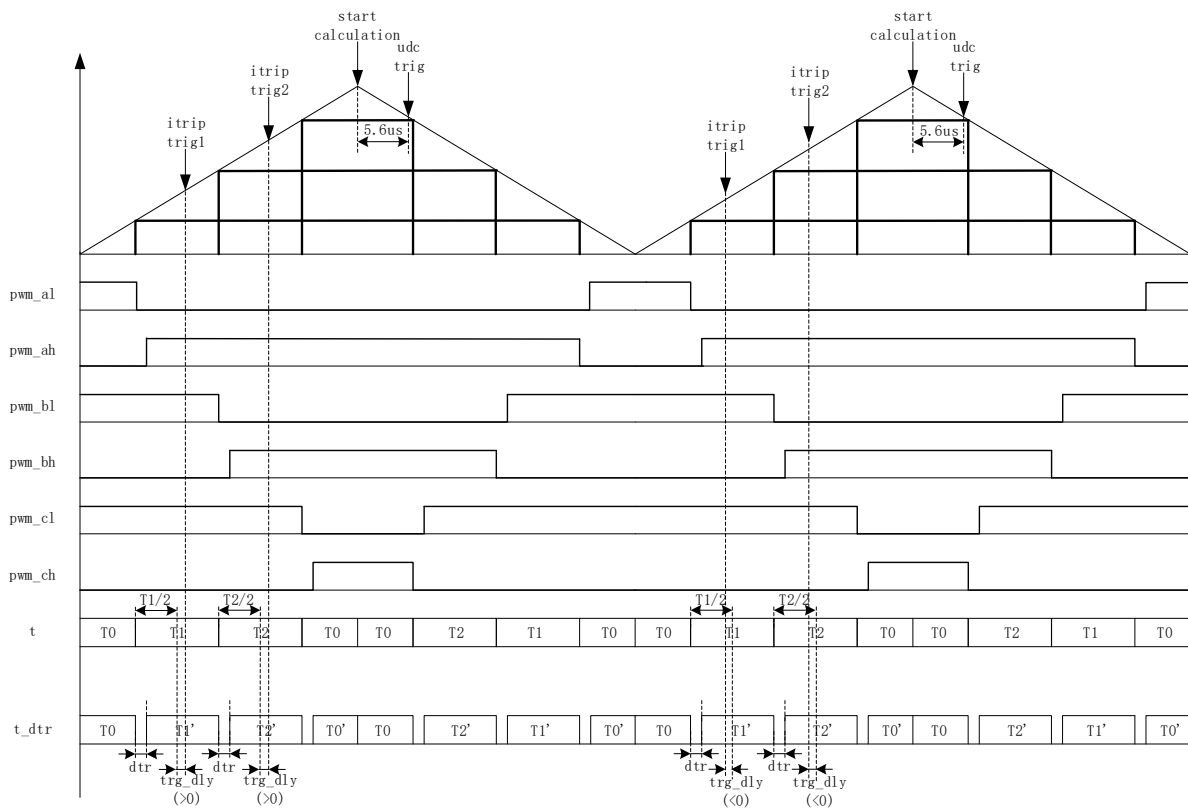 start
calculation
udc
trig
itrip
trig2
5.6us
itrip
trig1
start
calculation
udc
trig
itrip
trig2
5.6us
itrip
trig1
pwm_al
pwm_ah
pwm_bl
pwm_bh
pwm_cl
pwm_ch
T1/2 T2/2 T1/2 T2/2
t T0 T1 T2 T0 T0 T2 T1 T0 T0 T1 T2 T0 T0 T2 T1 T0
t_dtr T0 T1' T2' T0' T0 T2' T1' T0' T0 T1' T2' T0' T0 T2' T1' T0'
dtr dtr dtr dtr
trg_dly trg_dly trg_dly trg_dly
(>0) (>0) (<0) (<0)